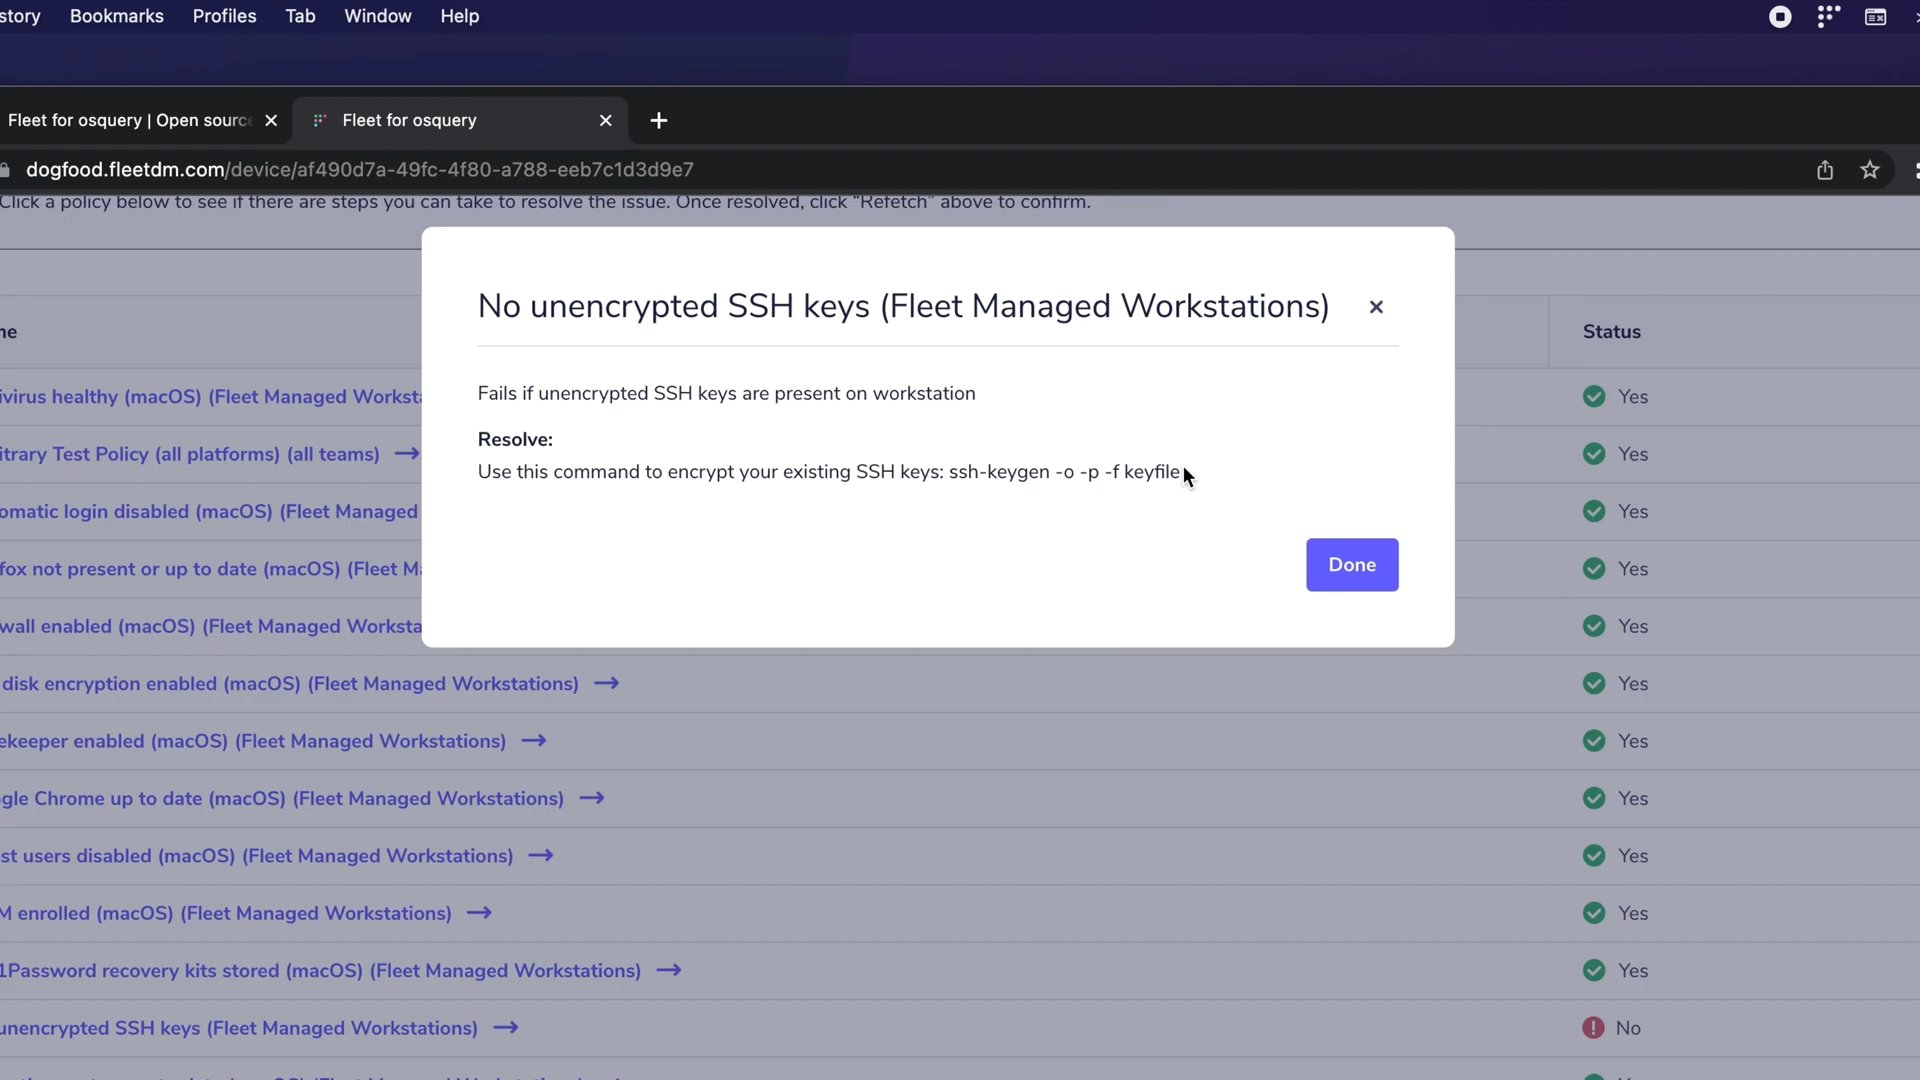 story Bookmarks Profiles Tab Window Help
Fleet for osquery | Open source Fleet for osquery
dogfood.fleetdm.com/device/af490d7a-49fc-4f80-a788-eeb7c1d3d9e7
Click a policy below to see if there are steps you can take to resolve the issue. Once resolved, click "Refetch" above to confirm.
No unencrypted SSH keys (Fleet Managed Workstations)
Fails if unencrypted SSH keys are present on workstation
Resolve:
Use this command to encrypt your existing SSH keys: ssh-keygen -o -p -f keyfile
Done
me Status
ivirus healthy (macOS) (Fleet Managed Worksta Yes
itrary Test Policy (all platforms) (all teams) → Yes
omatic login disabled (macOS) (Fleet Managed Yes
fox not present or up to date (macOS) (Fleet Ma Yes
wall enabled (macOS) (Fleet Managed Worksta Yes
disk encryption enabled (macOS) (Fleet Managed Workstations) → Yes
ekeeper enabled (macOS) (Fleet Managed Workstations) → Yes
gle Chrome up to date (macOS) (Fleet Managed Workstations) → Yes
st users disabled (macOS) (Fleet Managed Workstations) → Yes
M enrolled (macOS) (Fleet Managed Workstations) → Yes
1Password recovery kits stored (macOS) (Fleet Managed Workstations) → Yes
unencrypted SSH keys (Fleet Managed Workstations) → No